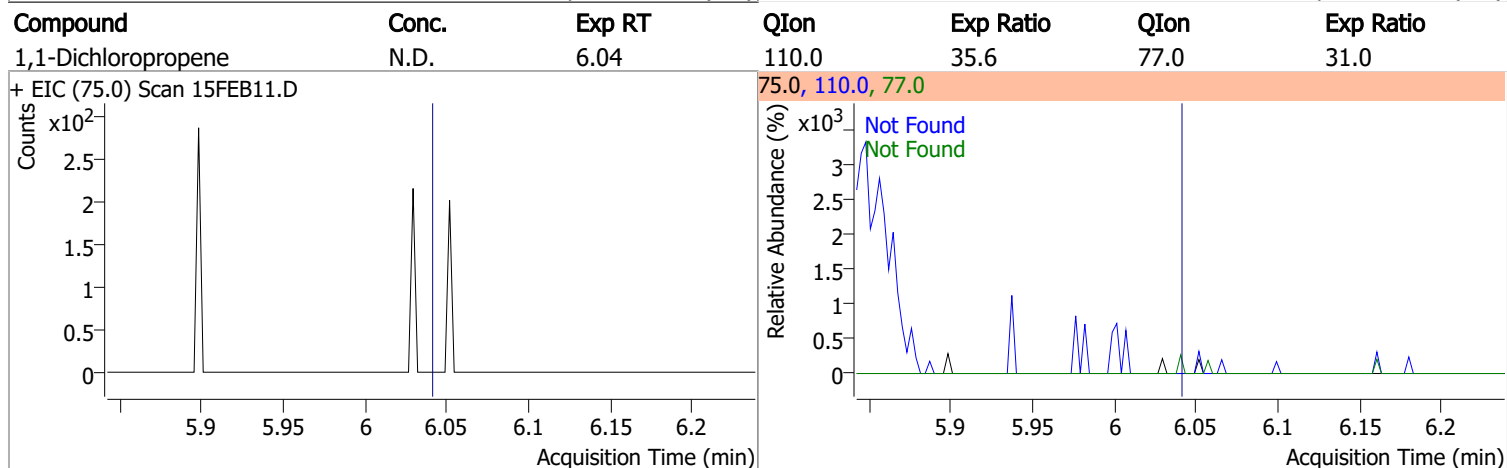 Compound Conc. Exp RT QIon Exp Ratio QIon Exp Ratio
1,1-Dichloropropene N.D. 6.04 110.0 35.6 77.0 31.0
+ EIC (75.0) Scan 15FEB11.D
Counts
x10²
2.5
2
1.5
1
0.5
0
5.9 5.95 6 6.05 6.1 6.15 6.2
Acquisition Time (min)
75.0, 110.0, 77.0
Relative Abundance (%)
x10³
Not Found
Not Found
3
2.5
2
1.5
1
0.5
0
5.9 5.95 6 6.05 6.1 6.15 6.2
Acquisition Time (min)